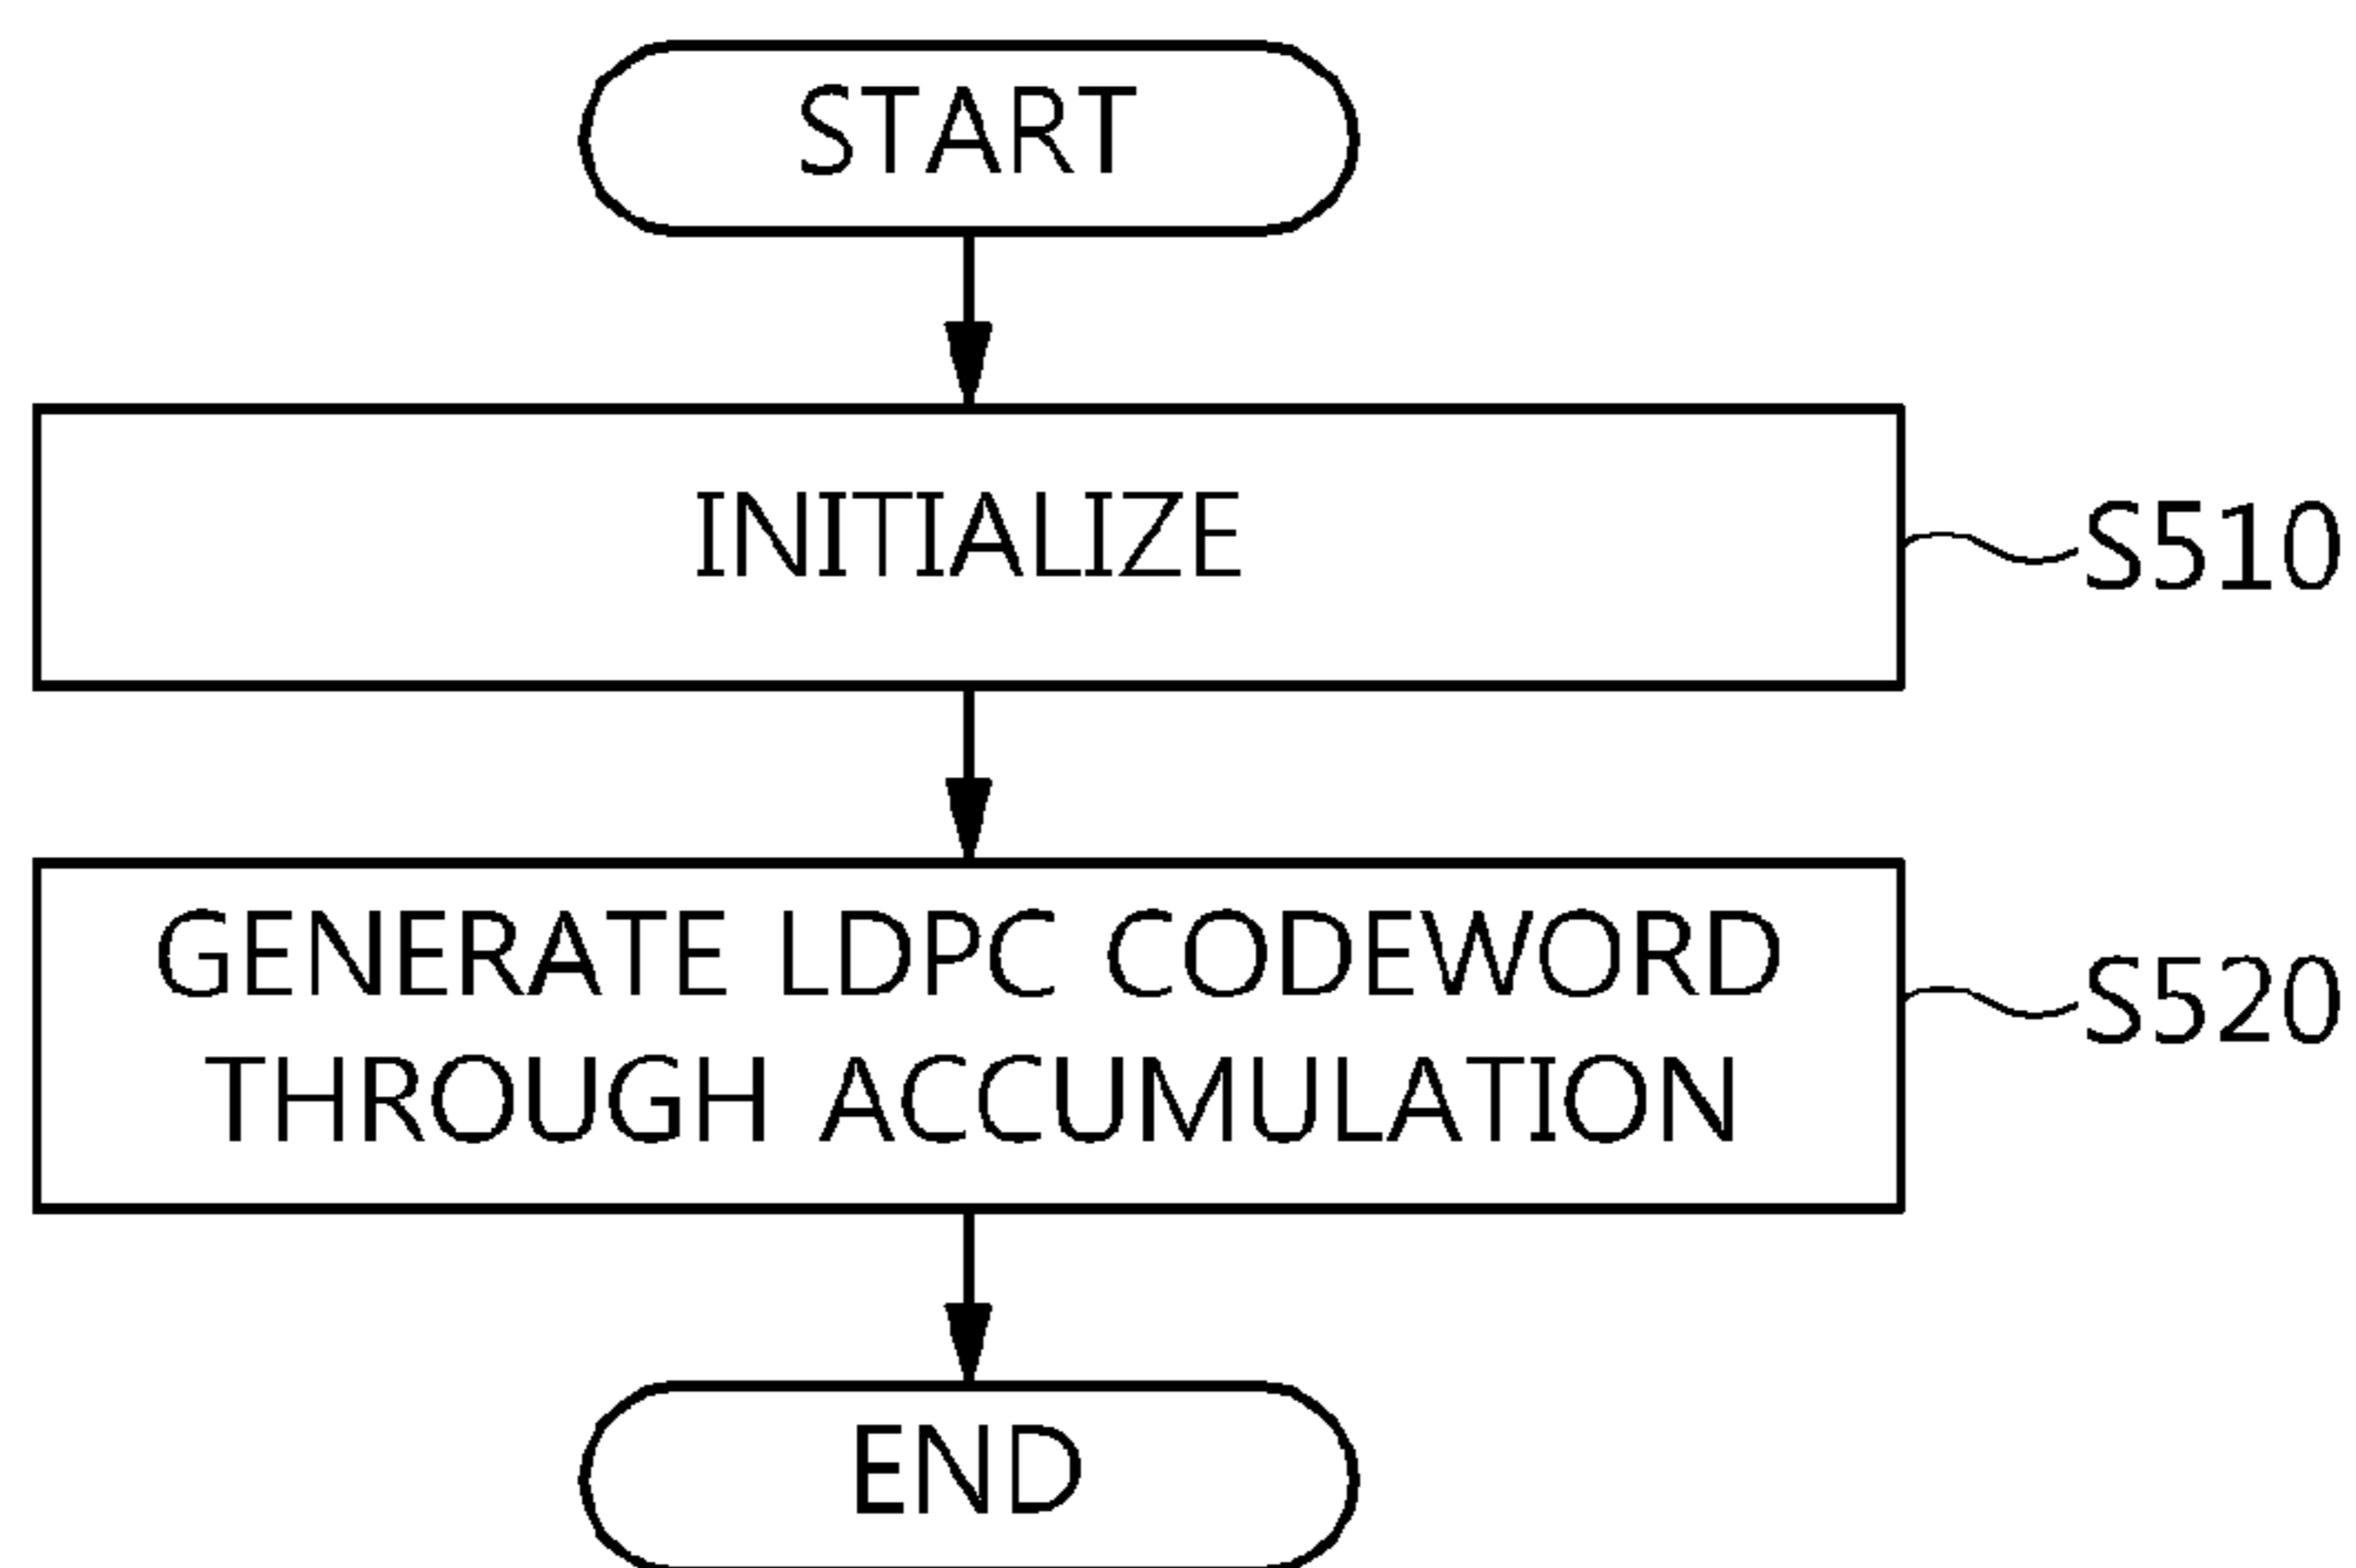 START
INITIALIZE
S510
GENERATE LDPC CODEWORD
THROUGH ACCUMULATION
S520
END